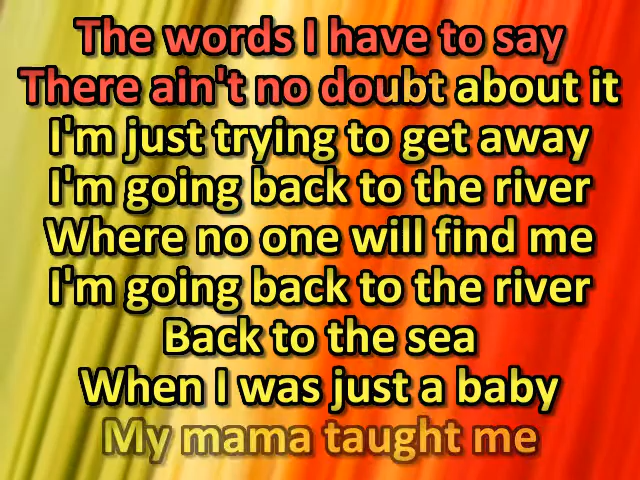 The words I have to say
There ain't no doubt about it
I'm just trying to get away
I'm going back to the river
Where no one will find me
I'm going back to the river
Back to the sea
When I was just a baby
My mama taught me